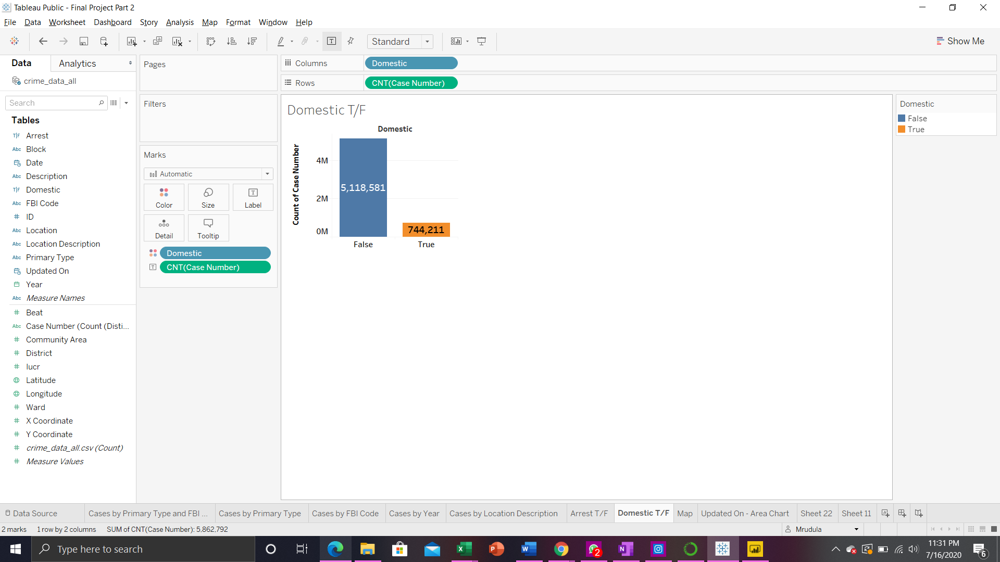 Tableau Public - Final Project Part 2
File Data Worksheet Dashboard Story Analysis Map Format Window Help
Standard
Show Me
Data Analytics
crime_data_all
Search
Tables
T|F Arrest
Abc Block
Date
Abc Description
T|F Domestic
Abc FBI Code
# ID
Abc Location
Abc Location Description
Abc Primary Type
Updated On
Year
Abc Measure Names
# Beat
Abc Case Number (Count (Disti...
# Community Area
# District
# Iucr
Latitude
Longitude
# Ward
# X Coordinate
# Y Coordinate
# crime_data_all.csv (Count)
# Measure Values
Pages
Filters
Marks
Automatic
Color Size Label
Detail Tooltip
Domestic
CNT(Case Number)
Columns Domestic
Rows CNT(Case Number)
Domestic T/F
Domestic
Count of Case Number
4M
2M
0M
5,118,581
744,211
False True
Domestic
False
True
Data Source Cases by Primary Type and FBI ... Cases by Primary Type Cases by FBI Code Cases by Year Cases by Location Description Arrest T/F Domestic T/F Map Updated On - Area Chart Sheet 22 Sheet 11
2 marks 1 row by 2 columns SUM of CNT(Case Number): 5,862,792 Mrudula
Type here to search
2
11:31 PM
7/16/2020
6